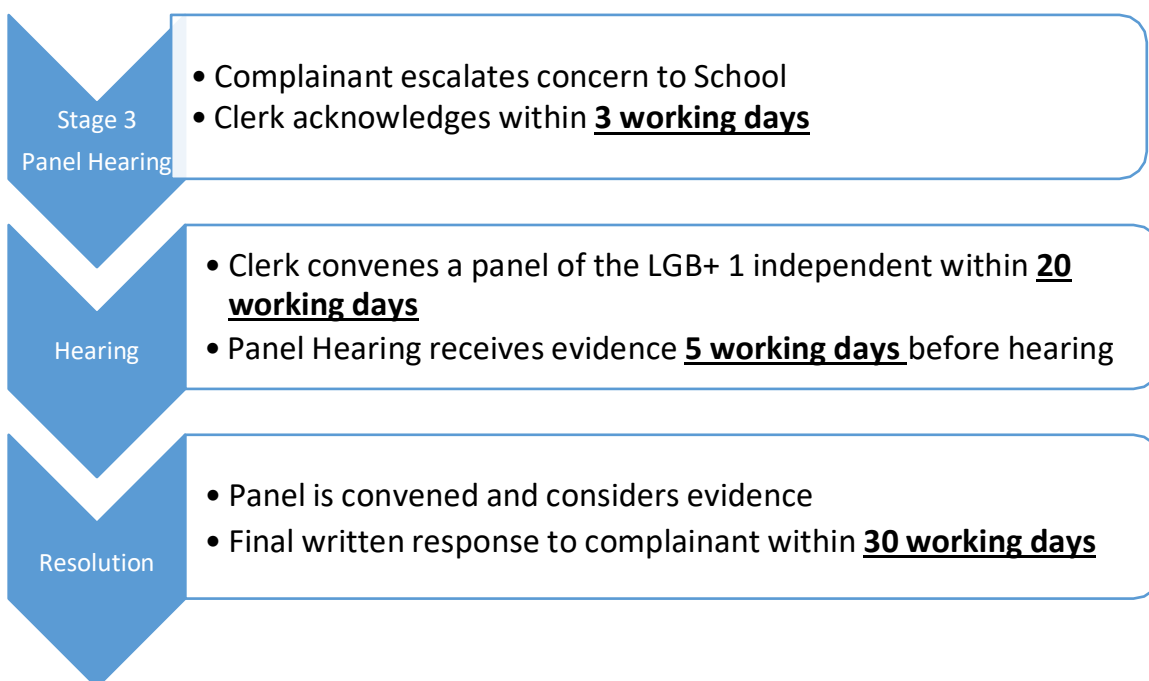 Stage 3
Panel Hearing
• Complainant escalates concern to School
• Clerk acknowledges within 3 working days
Hearing
• Clerk convenes a panel of the LGB+ 1 independent within 20
working days
• Panel Hearing receives evidence 5 working days before hearing
Resolution
• Panel is convened and considers evidence
• Final written response to complainant within 30 working days